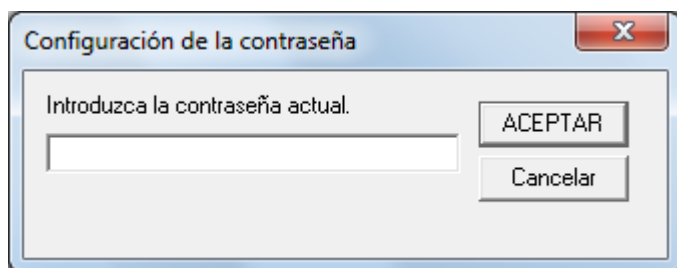 Configuración de la contraseña
Introduzca la contraseña actual.
ACEPTAR
Cancelar